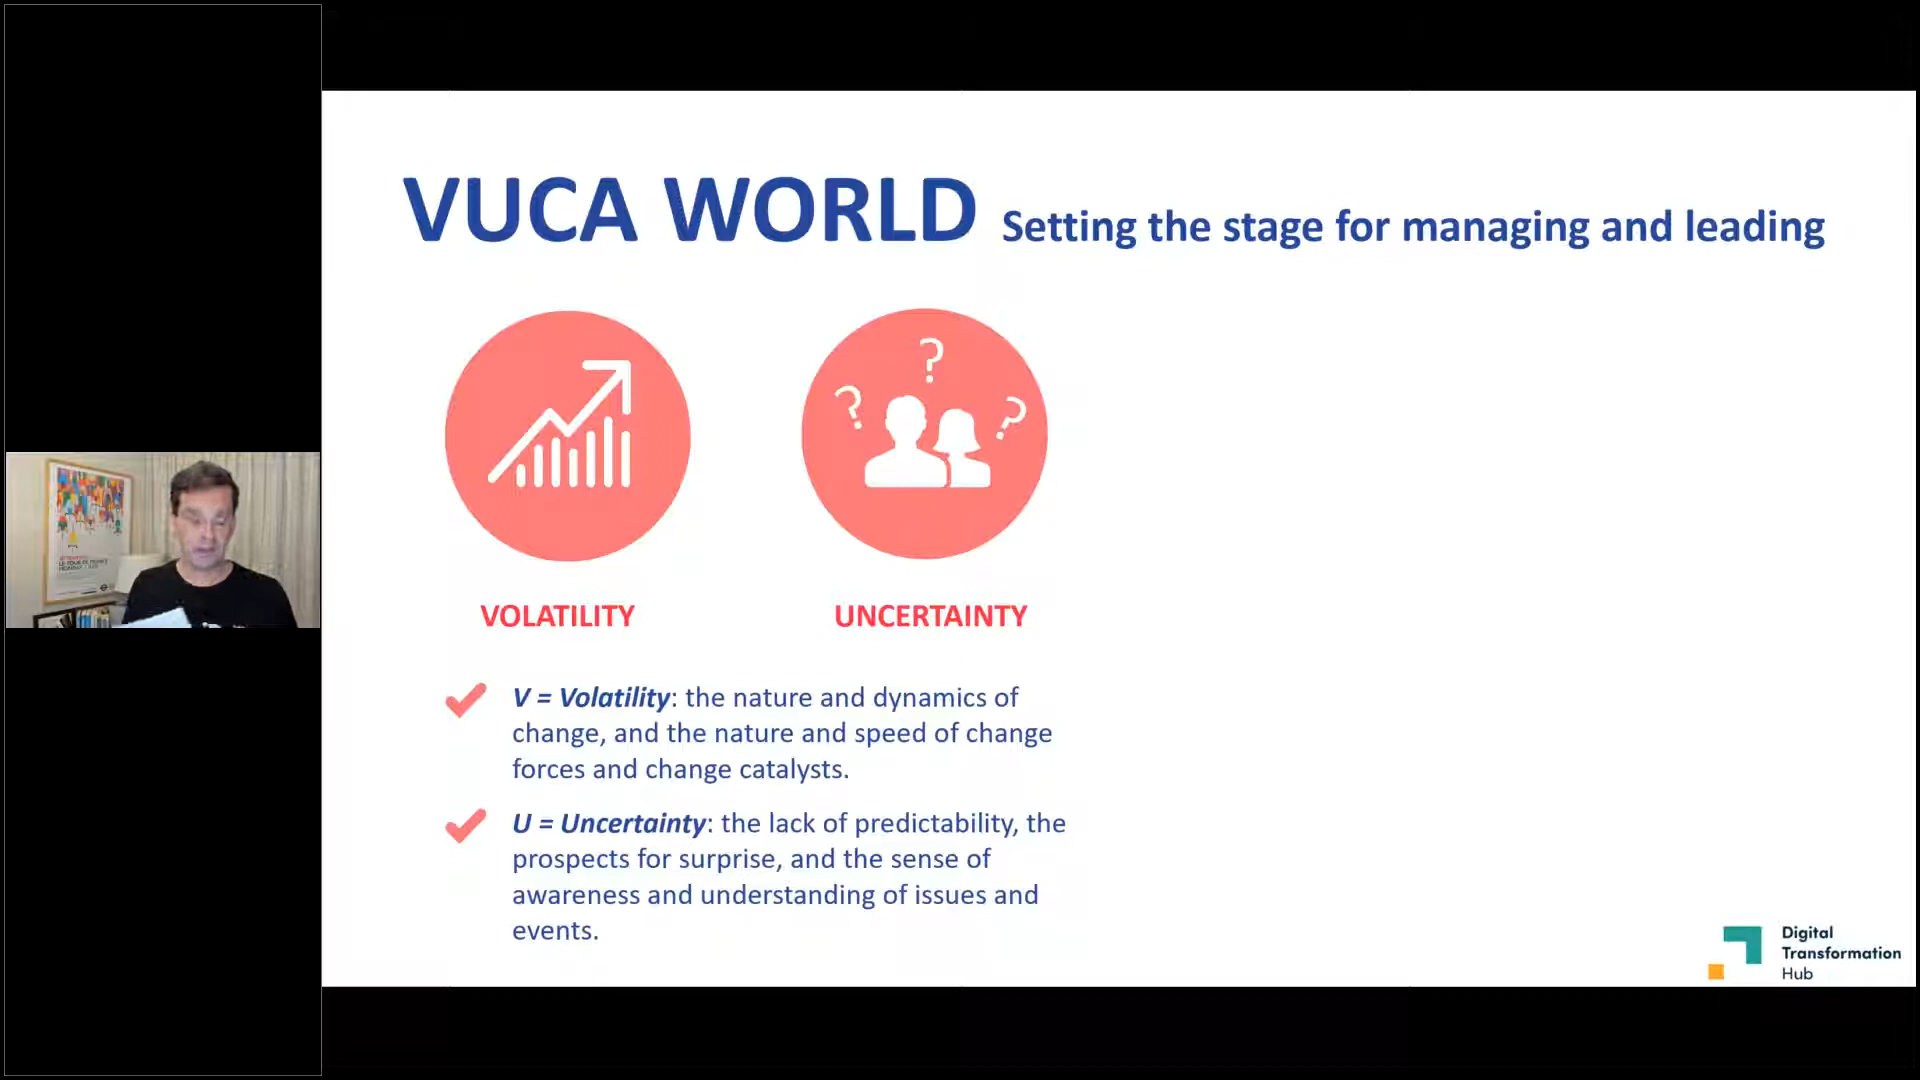 VUCA WORLD Setting the stage for managing and leading
VOLATILITY
UNCERTAINTY
V = Volatility: the nature and dynamics of
change, and the nature and speed of change
forces and change catalysts.
U = Uncertainty: the lack of predictability, the
prospects for surprise, and the sense of
awareness and understanding of issues and
events.
Digital
Transformation
Hub